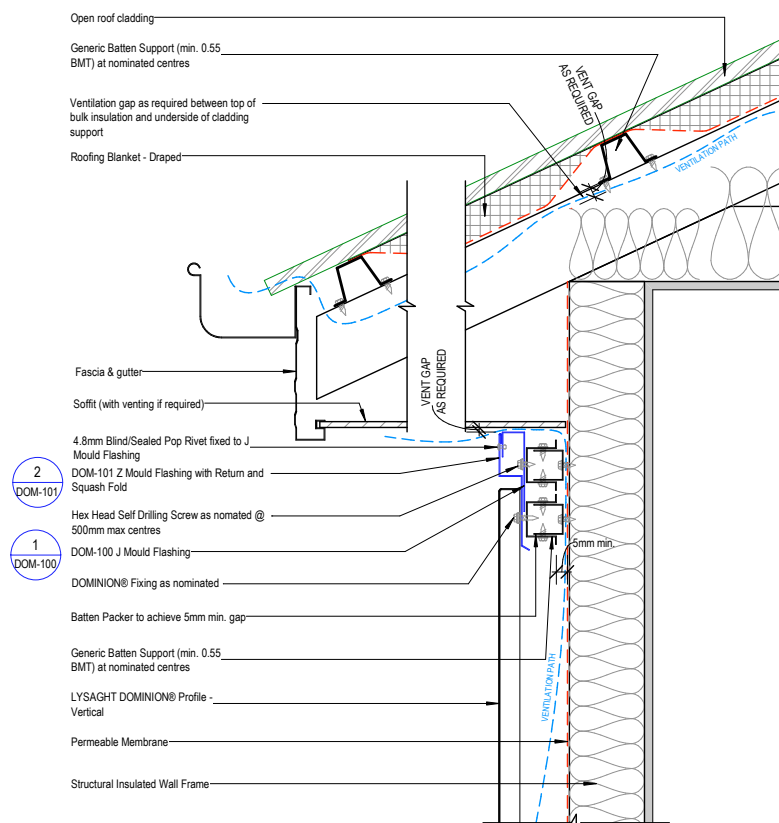 Open roof cladding
Generic Batten Support (min. 0.55
BMT) at nominated centres
VENT GAP
AS REQUIRED
Ventilation gap as required between top of
bulk insulation and underside of cladding
support
Roofing Blanket - Draped
VENTILATION PATH
VENT GAP
AS REQUIRED
Fascia & gutter
Soffit (with venting if required)
4.8mm Blind/Sealed Pop Rivet fixed to J
Mould Flashing
2
DOM-101
DOM-101 Z Mould Flashing with Return and
Squash Fold
Hex Head Self Drilling Screw as nomated @
500mm max centres
1
DOM-100
DOM-100 J Mould Flashing
5mm min.
DOMINION® Fixing as nominated
Batten Packer to achieve 5mm min. gap
Generic Batten Support (min. 0.55
BMT) at nominated centres
VENTILATION PATH
LYSAGHT DOMINION® Profile -
Vertical
Permeable Membrane
Structural Insulated Wall Frame